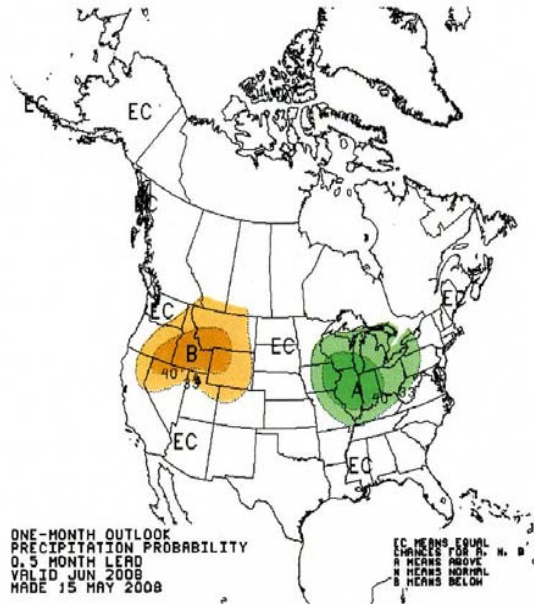 EC
EC
EC
EC
EC
EC
B
A
40
33
40
33
EC
EC
ONE-MONTH OUTLOOK
PRECIPITATION PROBABILITY
0.5 MONTH LEAD
VALID JUN 2008
MADE 15 MAY 2008
EC MEANS EQUAL
CHANCES FOR A, N, B
A MEANS ABOVE
N MEANS NORMAL
B MEANS BELOW